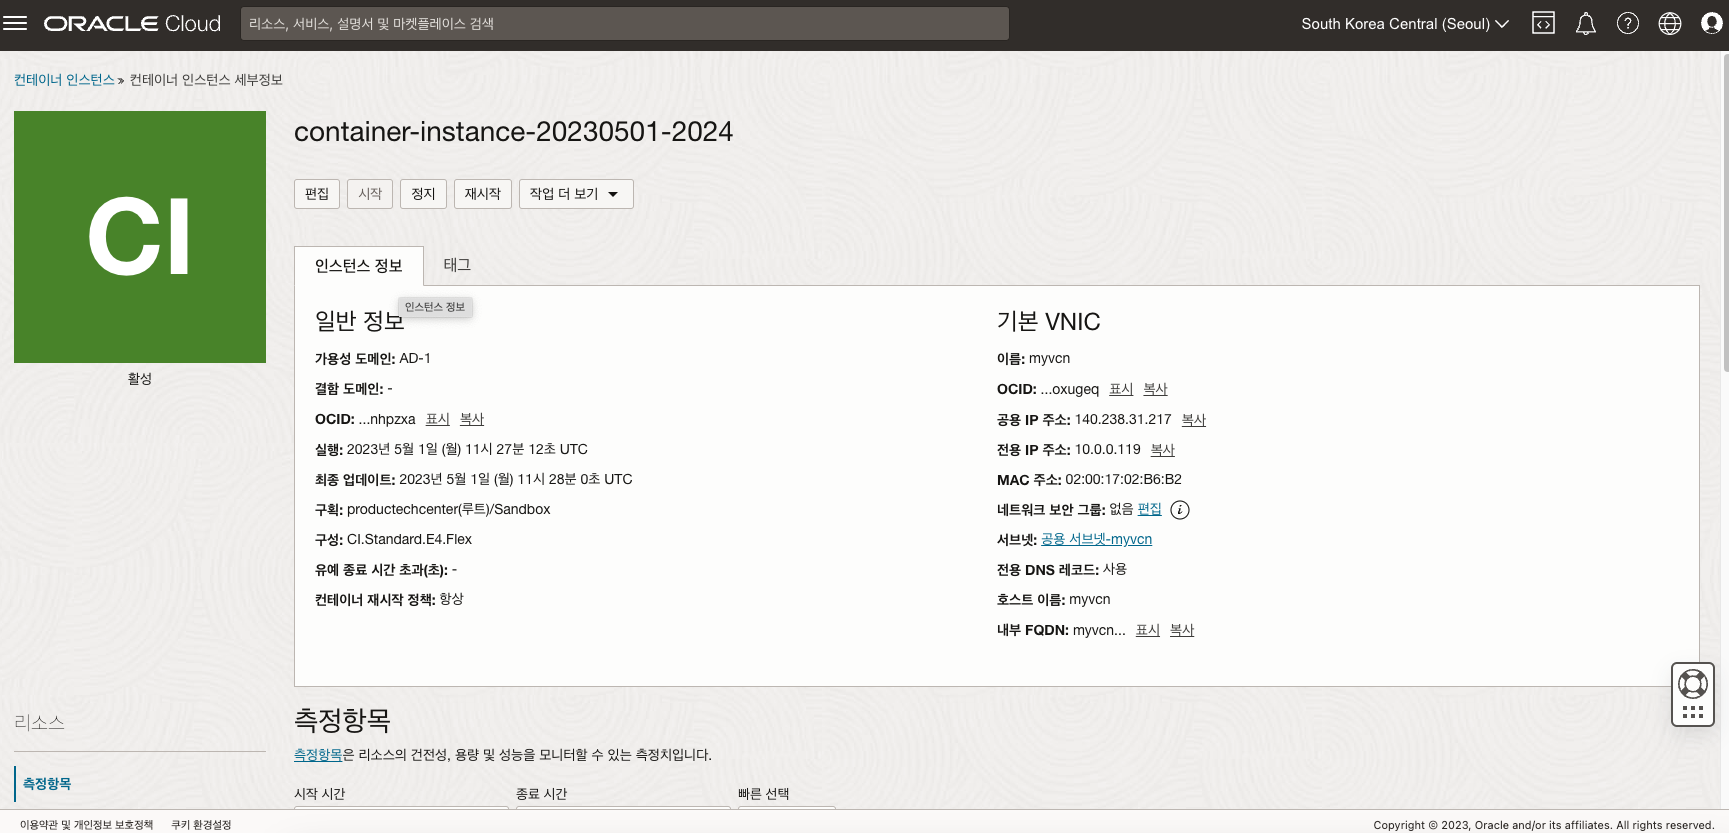 ORACLE Cloud
리소스, 서비스, 설명서 및 마켓플레이스 검색
South Korea Central (Seoul)
컨테이너 인스턴스 » 컨테이너 인스턴스 세부정보
CI
활성
container-instance-20230501-2024
편집 시작 정지 재시작 작업 더 보기
인스턴스 정보 태그
인스턴스 정보
일반 정보
가용성 도메인: AD-1
결함 도메인: -
OCID: ...nhpzxa 표시 복사
실행: 2023년 5월 1일 (월) 11시 27분 12초 UTC
최종 업데이트: 2023년 5월 1일 (월) 11시 28분 0초 UTC
구획: productechcenter(루트)/Sandbox
구성: CI.Standard.E4.Flex
유예 종료 시간 초과(초): -
컨테이너 재시작 정책: 항상
기본 VNIC
이름: myvcn
OCID: ...oxugeq 표시 복사
공용 IP 주소: 140.238.31.217 복사
전용 IP 주소: 10.0.0.119 복사
MAC 주소: 02:00:17:02:B6:B2
네트워크 보안 그룹: 없음 편집
서브넷: 공용 서브넷-myvcn
전용 DNS 레코드: 사용
호스트 이름: myvcn
내부 FQDN: myvcn... 표시 복사
리소스
측정항목
측정항목
측정항목은 리소스의 건전성, 용량 및 성능을 모니터할 수 있는 측정치입니다.
시작 시간 종료 시간 빠른 선택
이용약관 및 개인정보 보호정책 쿠키 환경설정
Copyright © 2023, Oracle and/or its affiliates. All rights reserved.